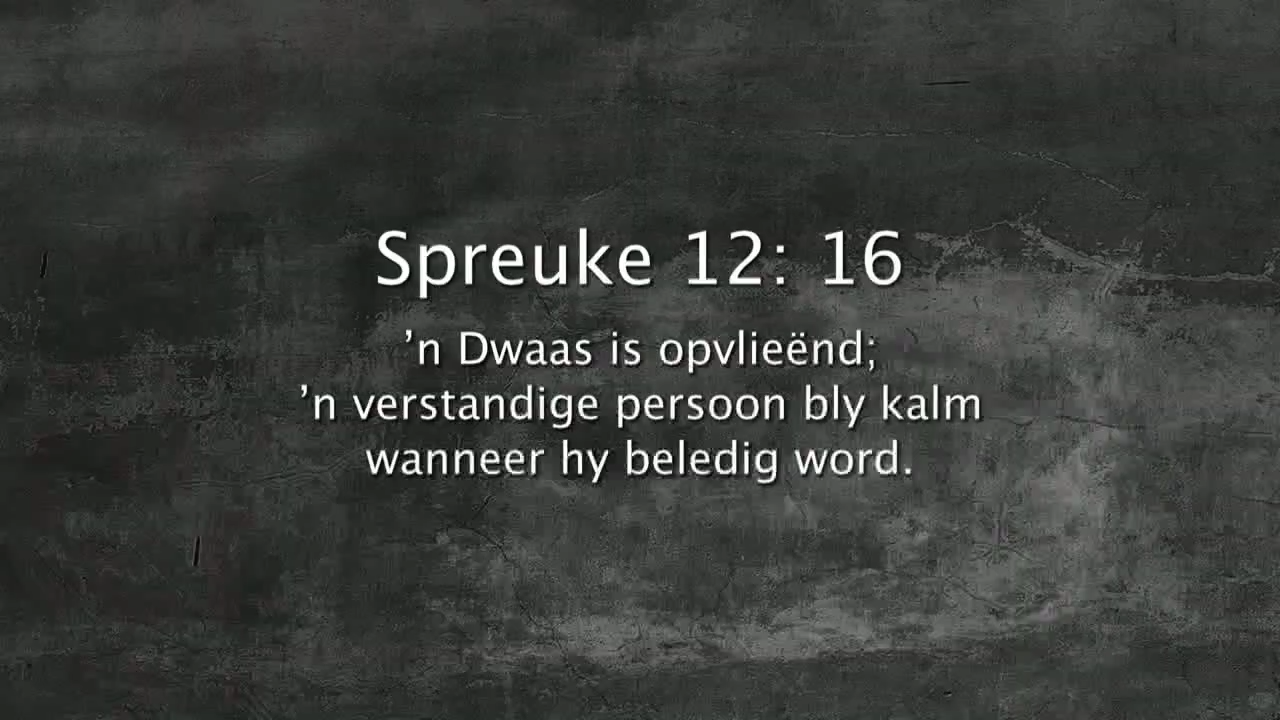 Spreuke 12: 16
’n Dwaas is opvlieënd;
’n verstandige persoon bly kalm
wanneer hy beledig word.